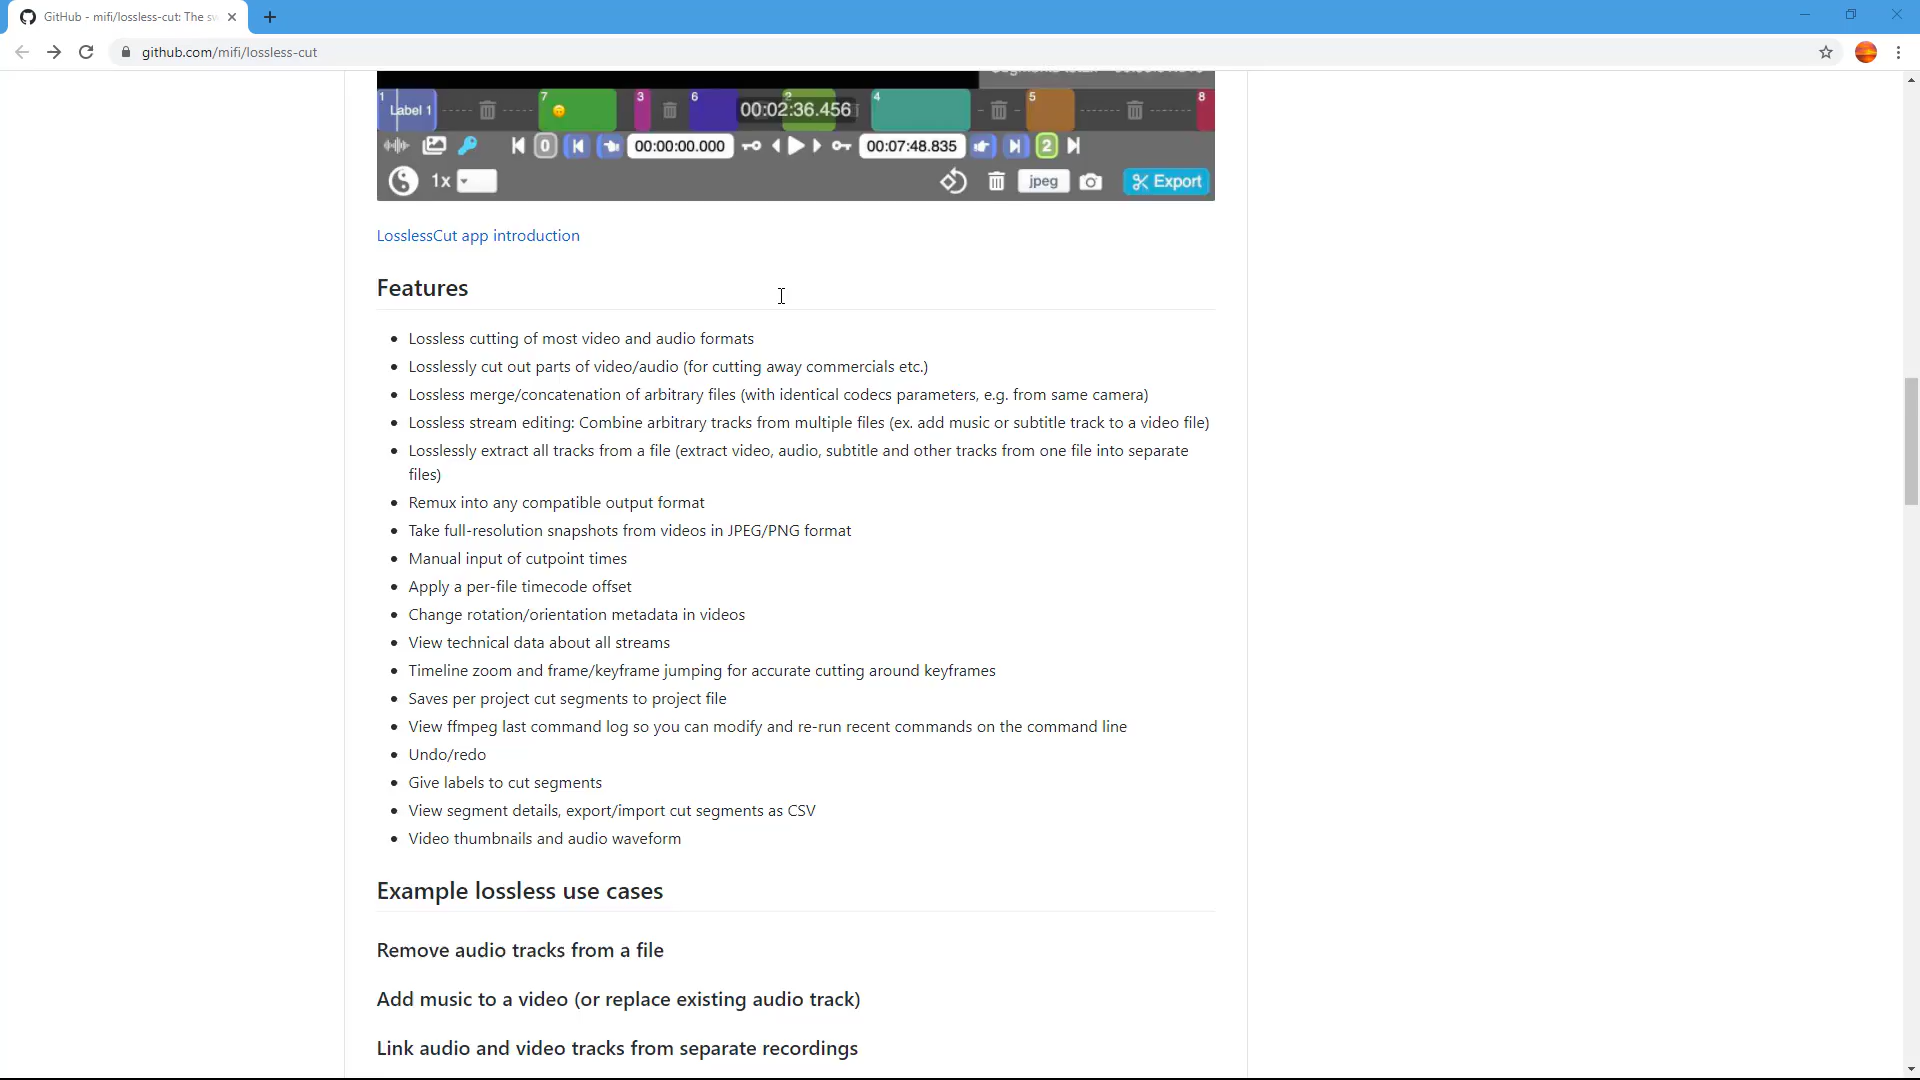 GitHub - mifi/lossless-cut: The sw
github.com/mifi/lossless-cut
1 Label 1 7 3 6 2 00:02:36.456 4 5 8
0 00:00:00.000 00:07:48.835 2
1x jpeg Export
LosslessCut app introduction
Features
Lossless cutting of most video and audio formats
Losslessly cut out parts of video/audio (for cutting away commercials etc.)
Lossless merge/concatenation of arbitrary files (with identical codecs parameters, e.g. from same camera)
Lossless stream editing: Combine arbitrary tracks from multiple files (ex. add music or subtitle track to a video file)
Losslessly extract all tracks from a file (extract video, audio, subtitle and other tracks from one file into separate
files)
Remux into any compatible output format
Take full-resolution snapshots from videos in JPEG/PNG format
Manual input of cutpoint times
Apply a per-file timecode offset
Change rotation/orientation metadata in videos
View technical data about all streams
Timeline zoom and frame/keyframe jumping for accurate cutting around keyframes
Saves per project cut segments to project file
View ffmpeg last command log so you can modify and re-run recent commands on the command line
Undo/redo
Give labels to cut segments
View segment details, export/import cut segments as CSV
Video thumbnails and audio waveform
Example lossless use cases
Remove audio tracks from a file
Add music to a video (or replace existing audio track)
Link audio and video tracks from separate recordings